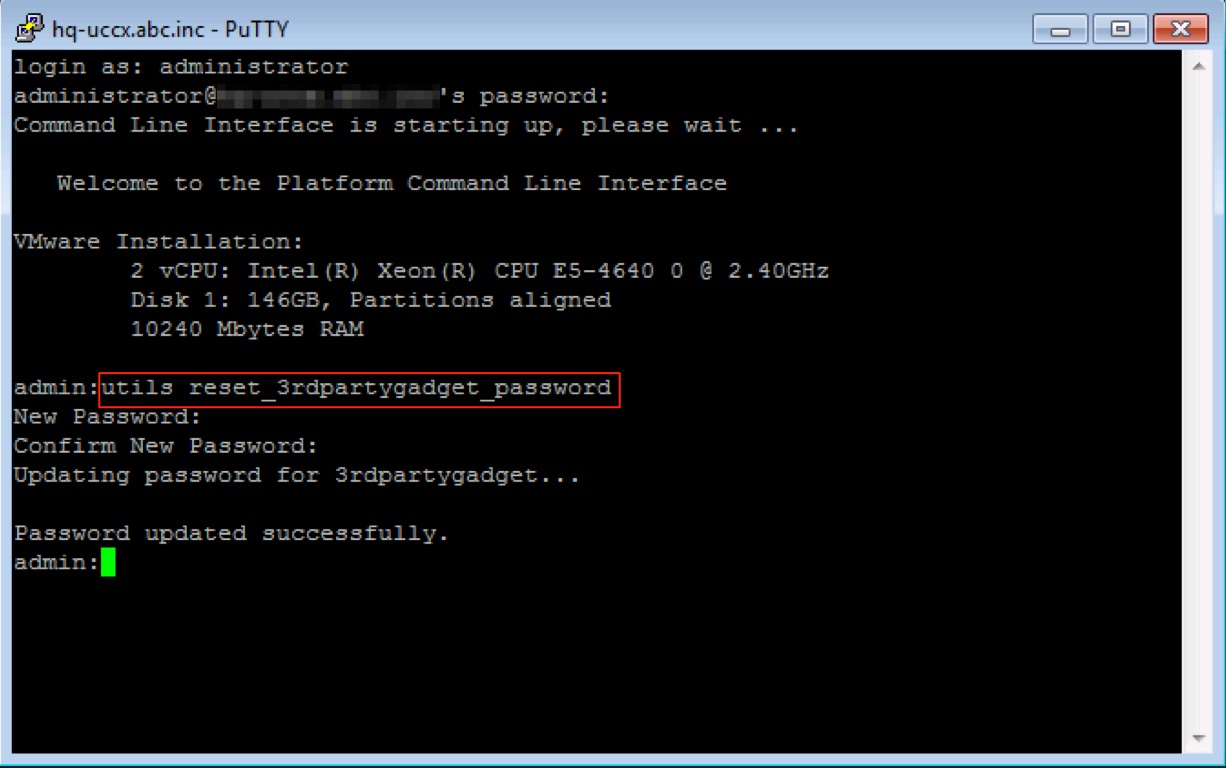 hq-uccx.abc.inc - PuTTY
login as: administrator
administrator@ 's password:
Command Line Interface is starting up, please wait ...
Welcome to the Platform Command Line Interface
VMware Installation:
2 vCPU: Intel(R) Xeon(R) CPU E5-4640 0 @ 2.40GHz
Disk 1: 146GB, Partitions aligned
10240 Mbytes RAM
admin:utils reset_3rdpartygadget_password
New Password:
Confirm New Password:
Updating password for 3rdpartygadget...
Password updated successfully.
admin: